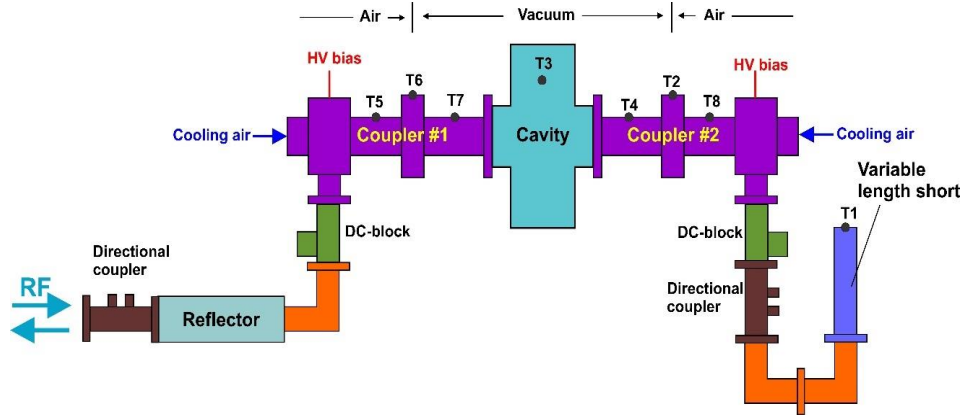 Air
Vacuum
Air
HV bias
T6
T3
T2
HV bias
T5
T7
T4
T8
Cooling air
Coupler #1
Cavity
Coupler #2
Cooling air
Variable
length short
T1
DC-block
DC-block
Directional
coupler
Directional
coupler
RF
Reflector